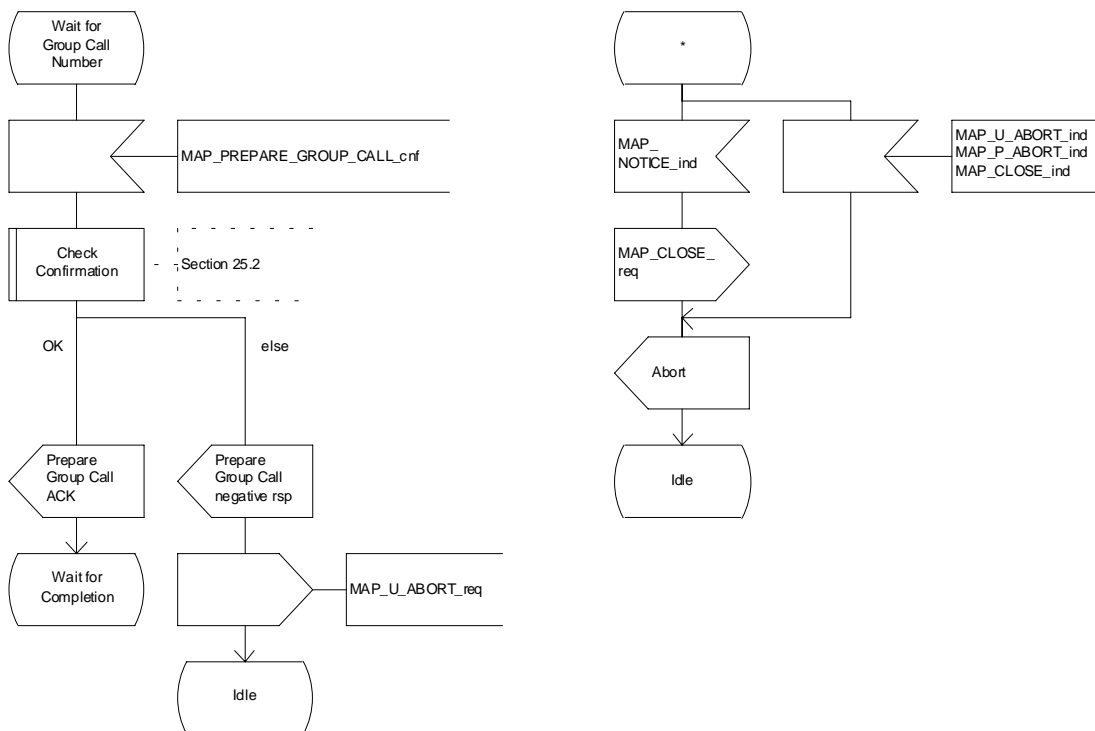 Wait for
Group Call
Number
MAP_PREPARE_GROUP_CALL_cnf
Check
Confirmation
Section 25.2
OK
else
Prepare
Group Call
ACK
Prepare
Group Call
negative rsp
Wait for
Completion
MAP_U_ABORT_req
Idle
*
MAP_
NOTICE_ind
MAP_U_ABORT_ind
MAP_P_ABORT_ind
MAP_CLOSE_ind
MAP_CLOSE_
req
Abort
Idle